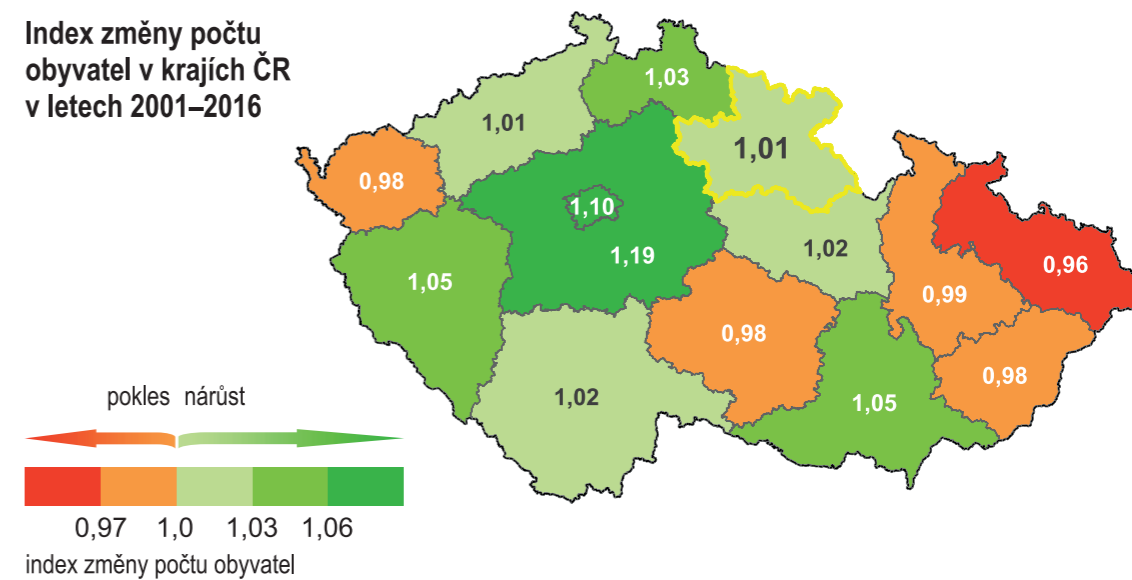 Index změny počtu
obyvatel v krajích ČR
v letech 2001–2016
1,03
1,01
1,01
0,98
1,10
1,02
1,19
0,96
1,05
0,99
0,98
0,98
1,02
1,05
pokles nárůst
0,97 1,0 1,03 1,06
index změny počtu obyvatel